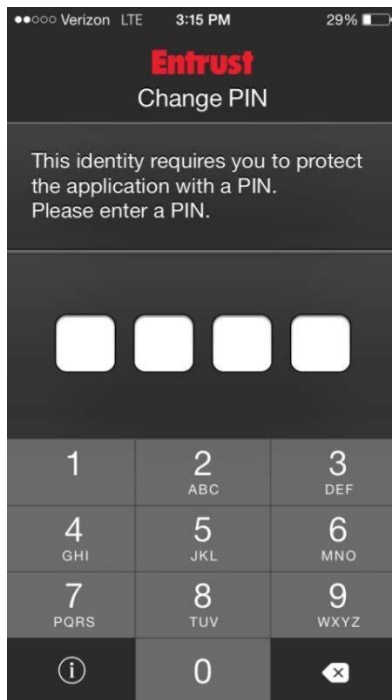 Verizon LTE 3:15 PM 29%
Entrust
Change PIN
This identity requires you to protect
the application with a PIN.
Please enter a PIN.
1 2 3
ABC DEF
4 5 6
GHI JKL MNO
7 8 9
PQRS TUV WXYZ
i 0